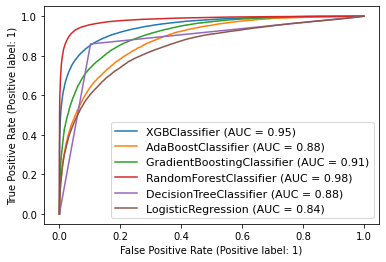 1.0
0.8
0.6
0.4
0.2
0.0
True Positive Rate (Positive label: 1)
XGBClassifier (AUC = 0.95)
AdaBoostClassifier (AUC = 0.88)
GradientBoostingClassifier (AUC = 0.91)
RandomForestClassifier (AUC = 0.98)
DecisionTreeClassifier (AUC = 0.88)
LogisticRegression (AUC = 0.84)
0.0 0.2 0.4 0.6 0.8 1.0
False Positive Rate (Positive label: 1)